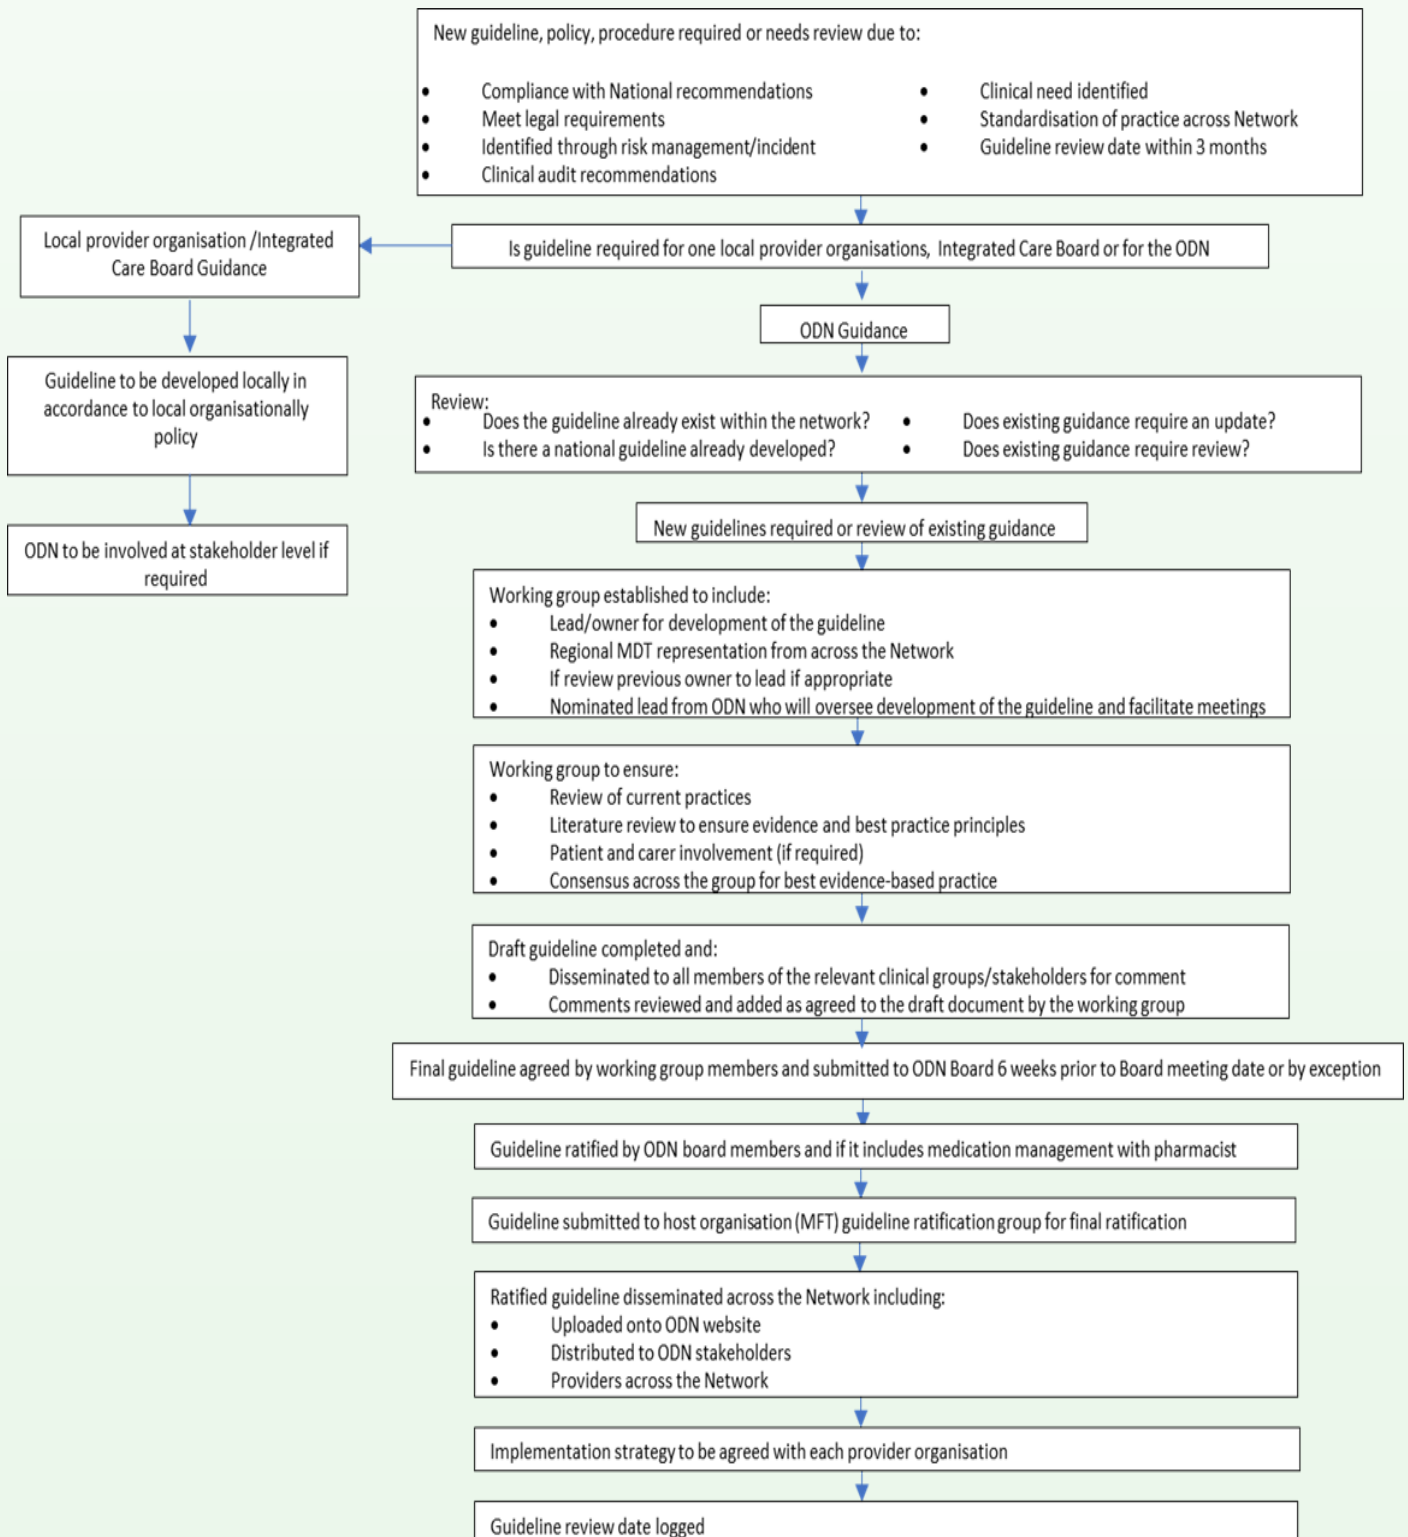 New guideline, policy, procedure required or needs review due to:
• Compliance with National recommendations
• Meet legal requirements
• Identified through risk management/incident
• Clinical audit recommendations
• Clinical need identified
• Standardisation of practice across Network
• Guideline review date within 3 months
Is guideline required for one local provider organisations, Integrated Care Board or for the ODN
Local provider organisation /Integrated
Care Board Guidance
Guideline to be developed locally in
accordance to local organisationally
policy
ODN to be involved at stakeholder level if
required
ODN Guidance
Review:
• Does the guideline already exist within the network?
• Is there a national guideline already developed?
• Does existing guidance require an update?
• Does existing guidance require review?
New guidelines required or review of existing guidance
Working group established to include:
• Lead/owner for development of the guideline
• Regional MDT representation from across the Network
• If review previous owner to lead if appropriate
• Nominated lead from ODN who will oversee development of the guideline and facilitate meetings
Working group to ensure:
• Review of current practices
• Literature review to ensure evidence and best practice principles
• Patient and carer involvement (if required)
• Consensus across the group for best evidence-based practice
Draft guideline completed and:
• Disseminated to all members of the relevant clinical groups/stakeholders for comment
• Comments reviewed and added as agreed to the draft document by the working group
Final guideline agreed by working group members and submitted to ODN Board 6 weeks prior to Board meeting date or by exception
Guideline ratified by ODN board members and if it includes medication management with pharmacist
Guideline submitted to host organisation (MFT) guideline ratification group for final ratification
Ratified guideline disseminated across the Network including:
• Uploaded onto ODN website
• Distributed to ODN stakeholders
• Providers across the Network
Implementation strategy to be agreed with each provider organisation
Guideline review date logged